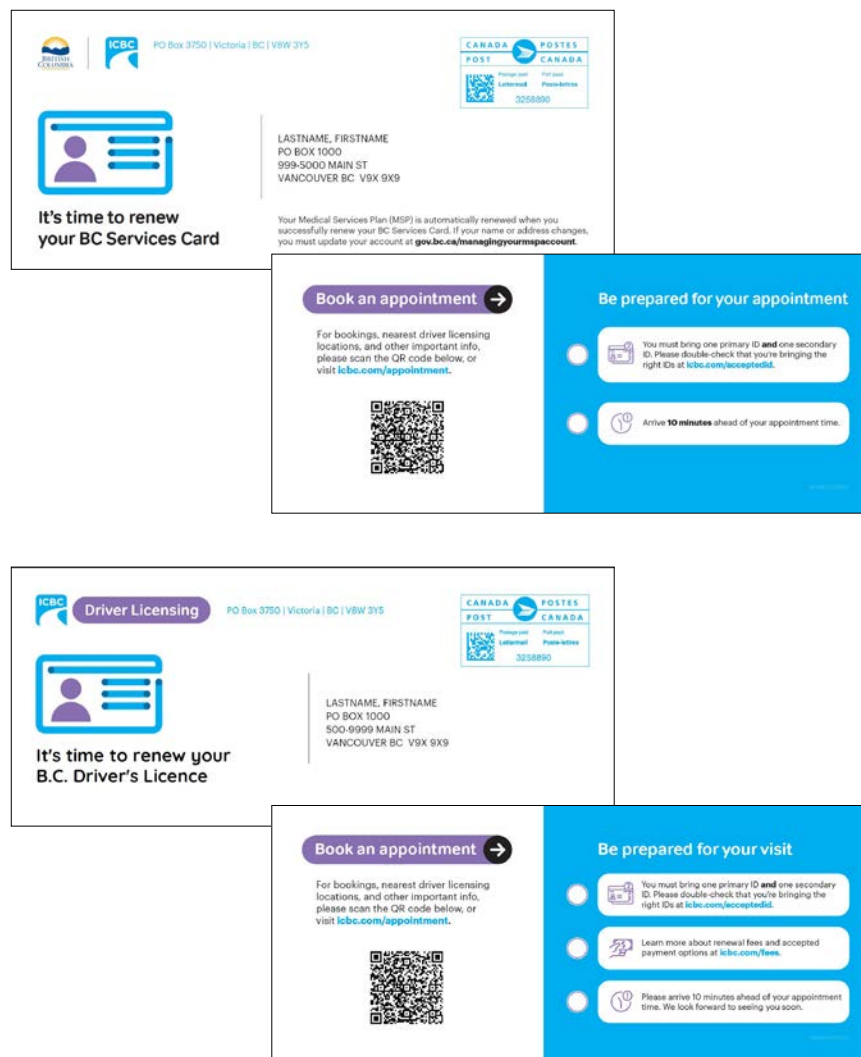 BRITISH
COLUMBIA
ICBC
PO Box 3750 | Victoria | BC | V8W 3Y5
CANADA POSTES
POST CANADA
Postage paid Port payé
Lettermail Poste-lettres
3258890
LASTNAME, FIRSTNAME
PO BOX 1000
999-5000 MAIN ST
VANCOUVER BC V9X 9X9
It's time to renew
your BC Services Card
Your Medical Services Plan (MSP) is automatically renewed when you
successfully renew your BC Services Card. If your name or address changes,
you must update your account at gov.bc.ca/managingyourmspaccount.
Book an appointment
For bookings, nearest driver licensing
locations, and other important info,
please scan the QR code below, or
visit icbc.com/appointment.
Be prepared for your appointment
You must bring one primary ID and one secondary
ID. Please double-check that you're bringing the
right IDs at icbc.com/acceptedid.
Arrive 10 minutes ahead of your appointment time.
ICBC
Driver Licensing
PO Box 3750 | Victoria | BC | V8W 3Y5
CANADA POSTES
POST CANADA
Postage paid Port payé
Lettermail Poste-lettres
3258890
LASTNAME, FIRSTNAME
PO BOX 1000
500-9999 MAIN ST
VANCOUVER BC V9X 9X9
It's time to renew your
B.C. Driver's Licence
Book an appointment
For bookings, nearest driver licensing
locations, and other important info,
please scan the QR code below, or
visit icbc.com/appointment.
Be prepared for your visit
You must bring one primary ID and one secondary
ID. Please double-check that you're bringing the
right IDs at icbc.com/acceptedid.
Learn more about renewal fees and accepted
payment options at icbc.com/fees.
Please arrive 10 minutes ahead of your appointment
time. We look forward to seeing you soon.